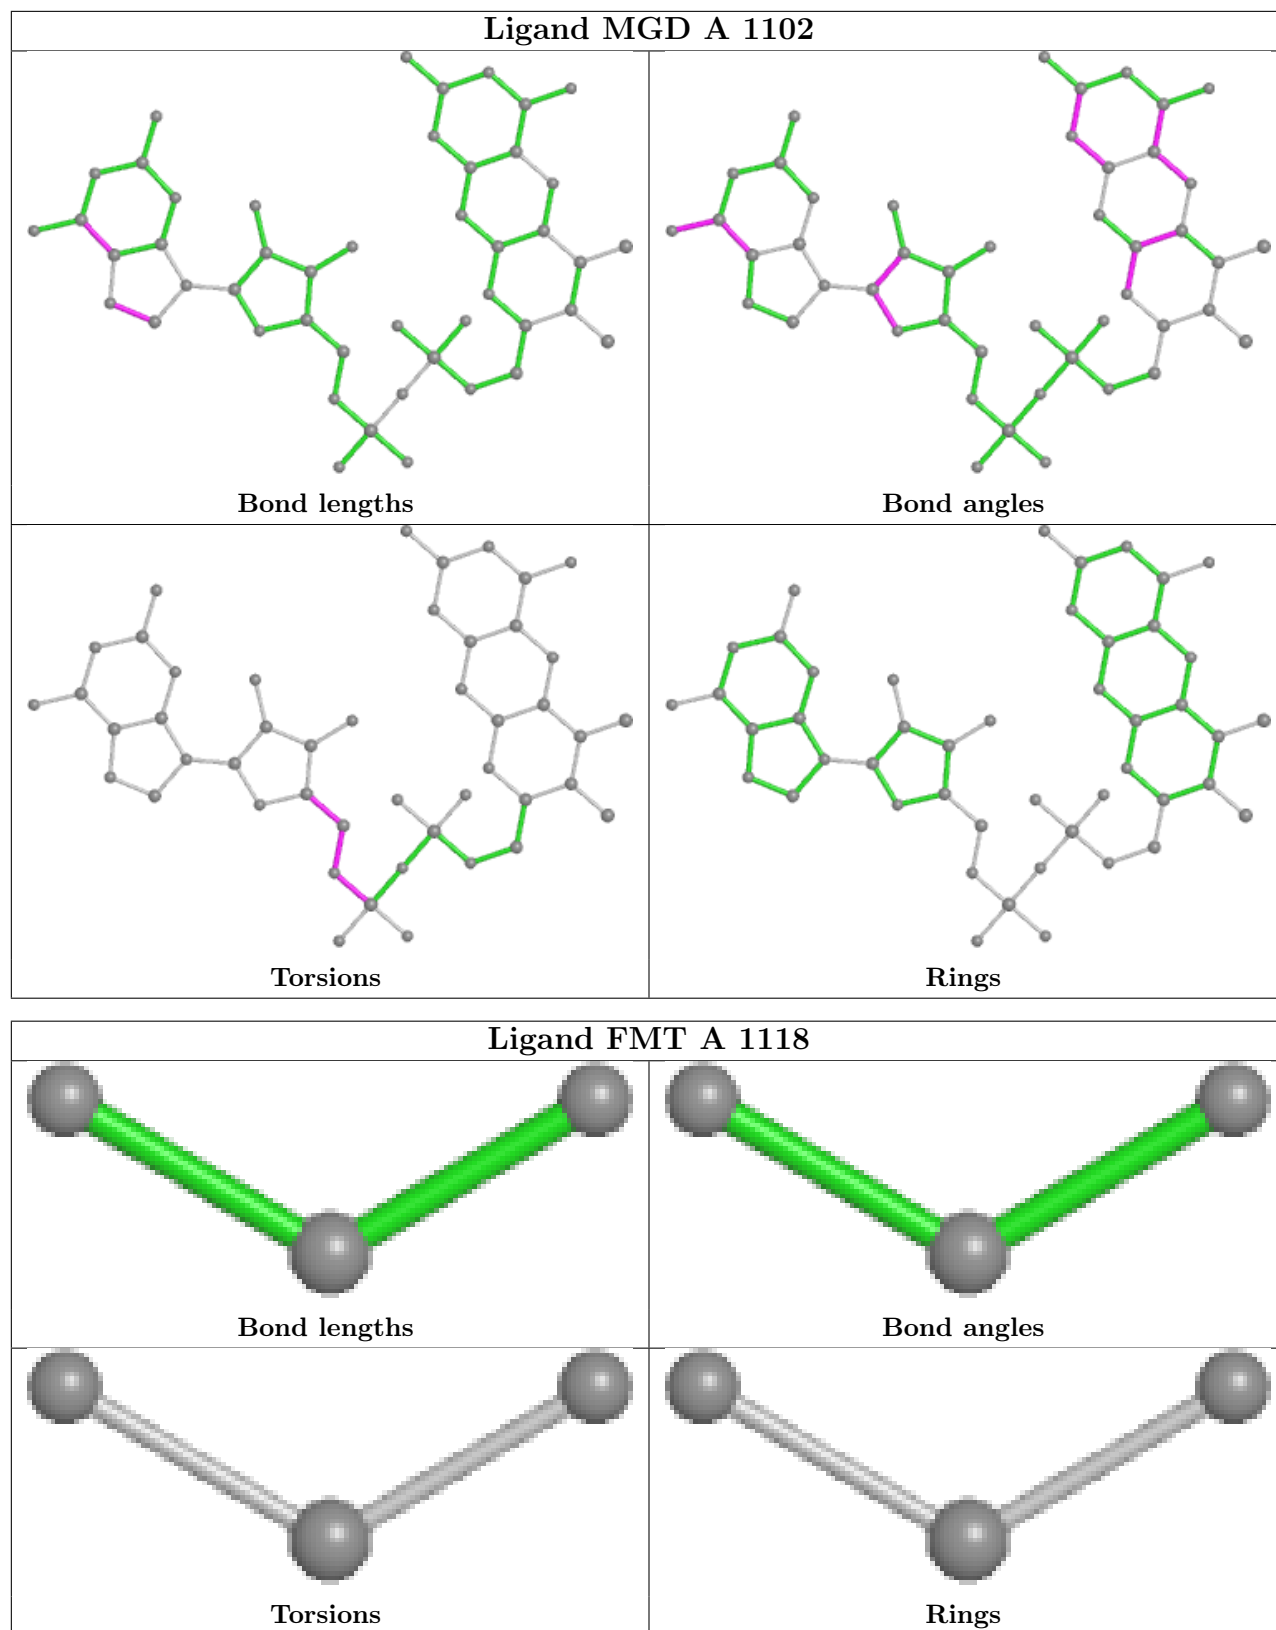 Ligand MGD A 1102
Bond lengths
Bond angles
Torsions
Rings
Ligand FMT A 1118
Bond lengths
Bond angles
Torsions
Rings